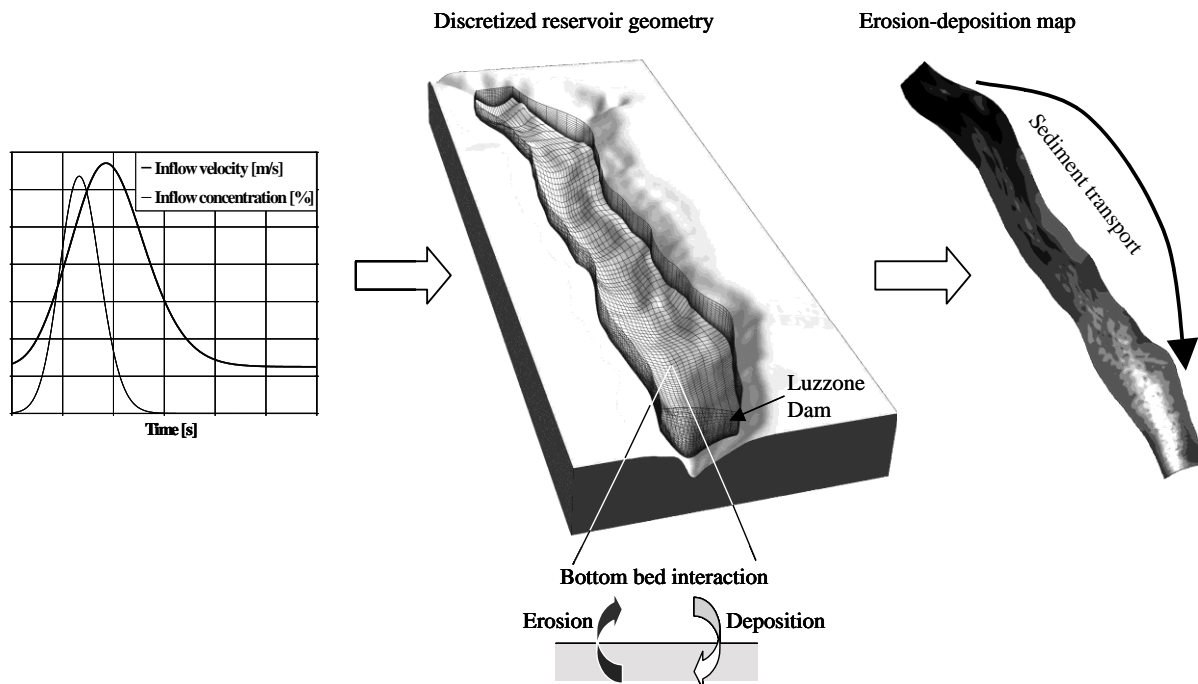 Discretized reservoir geometry
Erosion-deposition map
Inflow velocity [m/s]
Inflow concentration [%]
Time [s]
Sediment transport
Luzzone
Dam
Bottom bed interaction
Erosion
Deposition